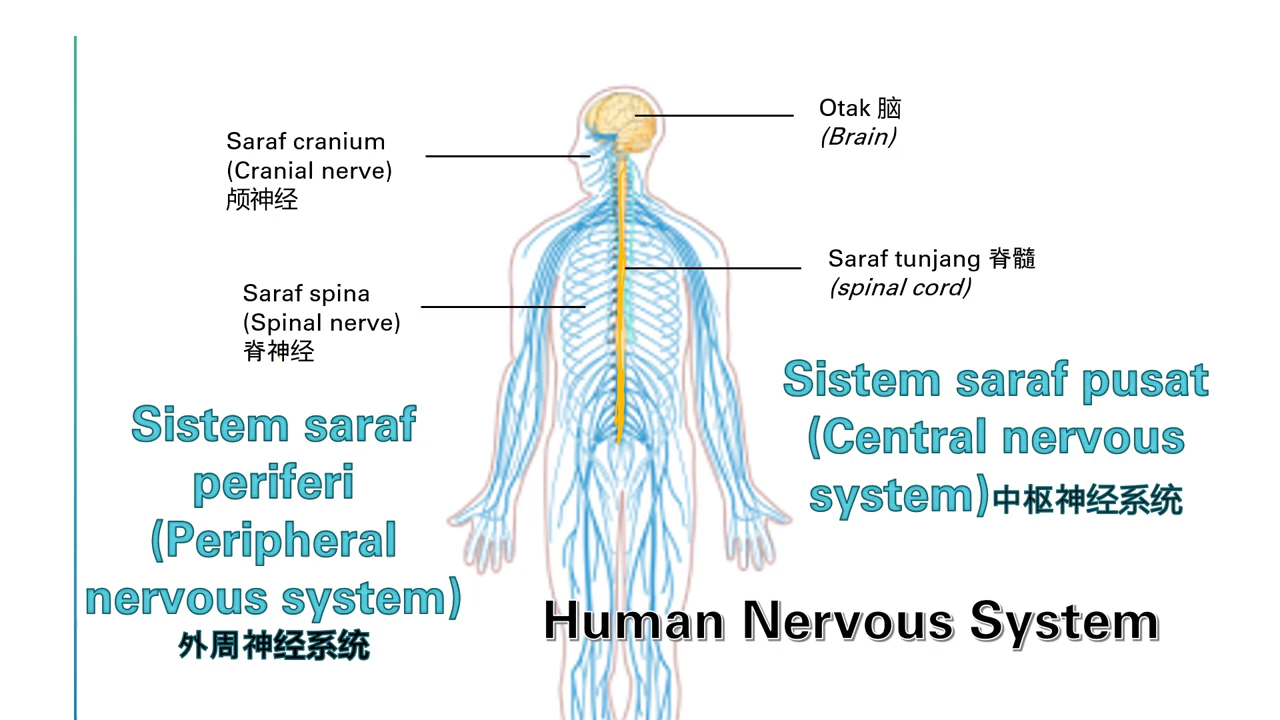 Otak 脑
(Brain)
Saraf cranium
(Cranial nerve)
颅神经
Saraf tunjang 脊髓
(spinal cord)
Saraf spina
(Spinal nerve)
脊神经
Sistem saraf pusat
(Central nervous
system)中枢神经系统
Sistem saraf
periferi
(Peripheral
nervous system)
外周神经系统
Human Nervous System